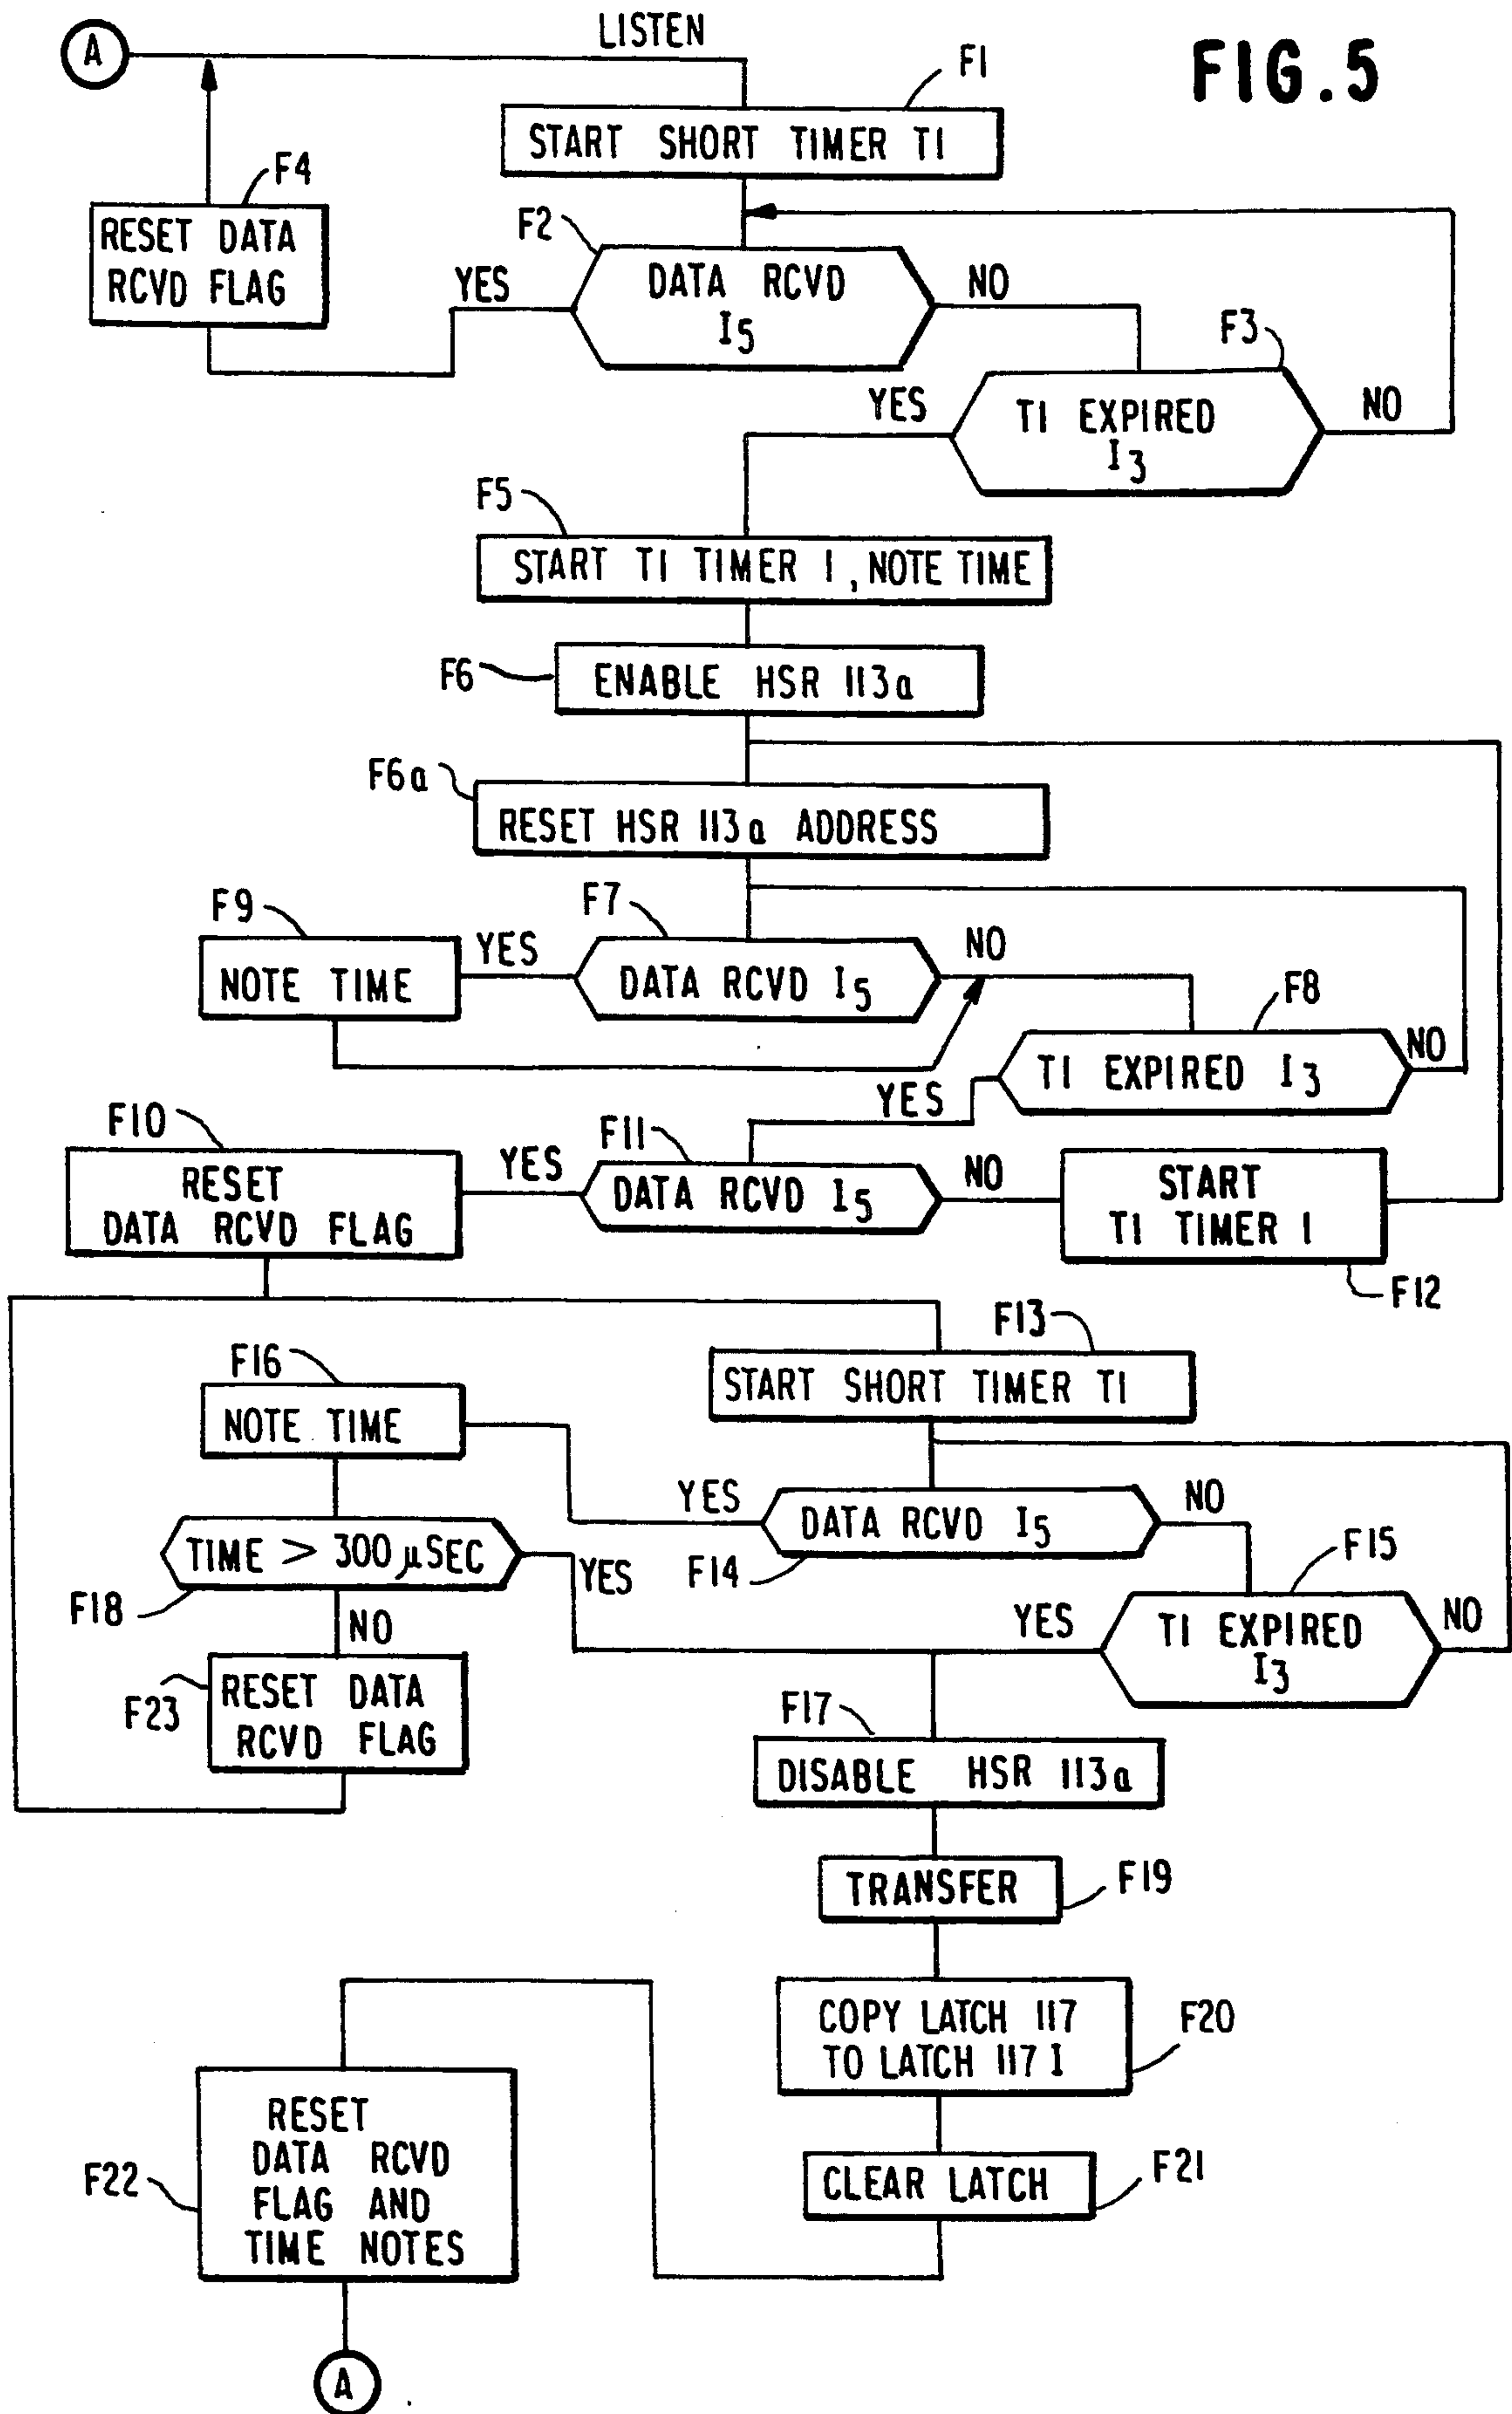 A
LISTEN
FIG. 5
F1
START SHORT TIMER T1
F4
RESET DATA
RCVD FLAG
F2
YES
DATA RCVD
I5
NO
F3
YES
T1 EXPIRED
I3
NO
F5
START T1 TIMER 1, NOTE TIME
F6
ENABLE HSR 113a
F6a
RESET HSR 113a ADDRESS
F9
NOTE TIME
YES
F7
DATA RCVD I5
NO
F8
T1 EXPIRED I3
NO
YES
F10
RESET
DATA RCVD FLAG
YES
F11
DATA RCVD I5
NO
START
T1 TIMER 1
F12
F13
START SHORT TIMER T1
F16
NOTE TIME
YES
DATA RCVD I5
NO
F14
TIME > 300 μSEC
YES
F18
NO
F15
YES
T1 EXPIRED
I3
NO
F23
RESET DATA
RCVD FLAG
F17
DISABLE HSR 113a
TRANSFER
F19
COPY LATCH 117
TO LATCH 117 I
F20
CLEAR LATCH
F21
F22
RESET
DATA RCVD
FLAG AND
TIME NOTES
A